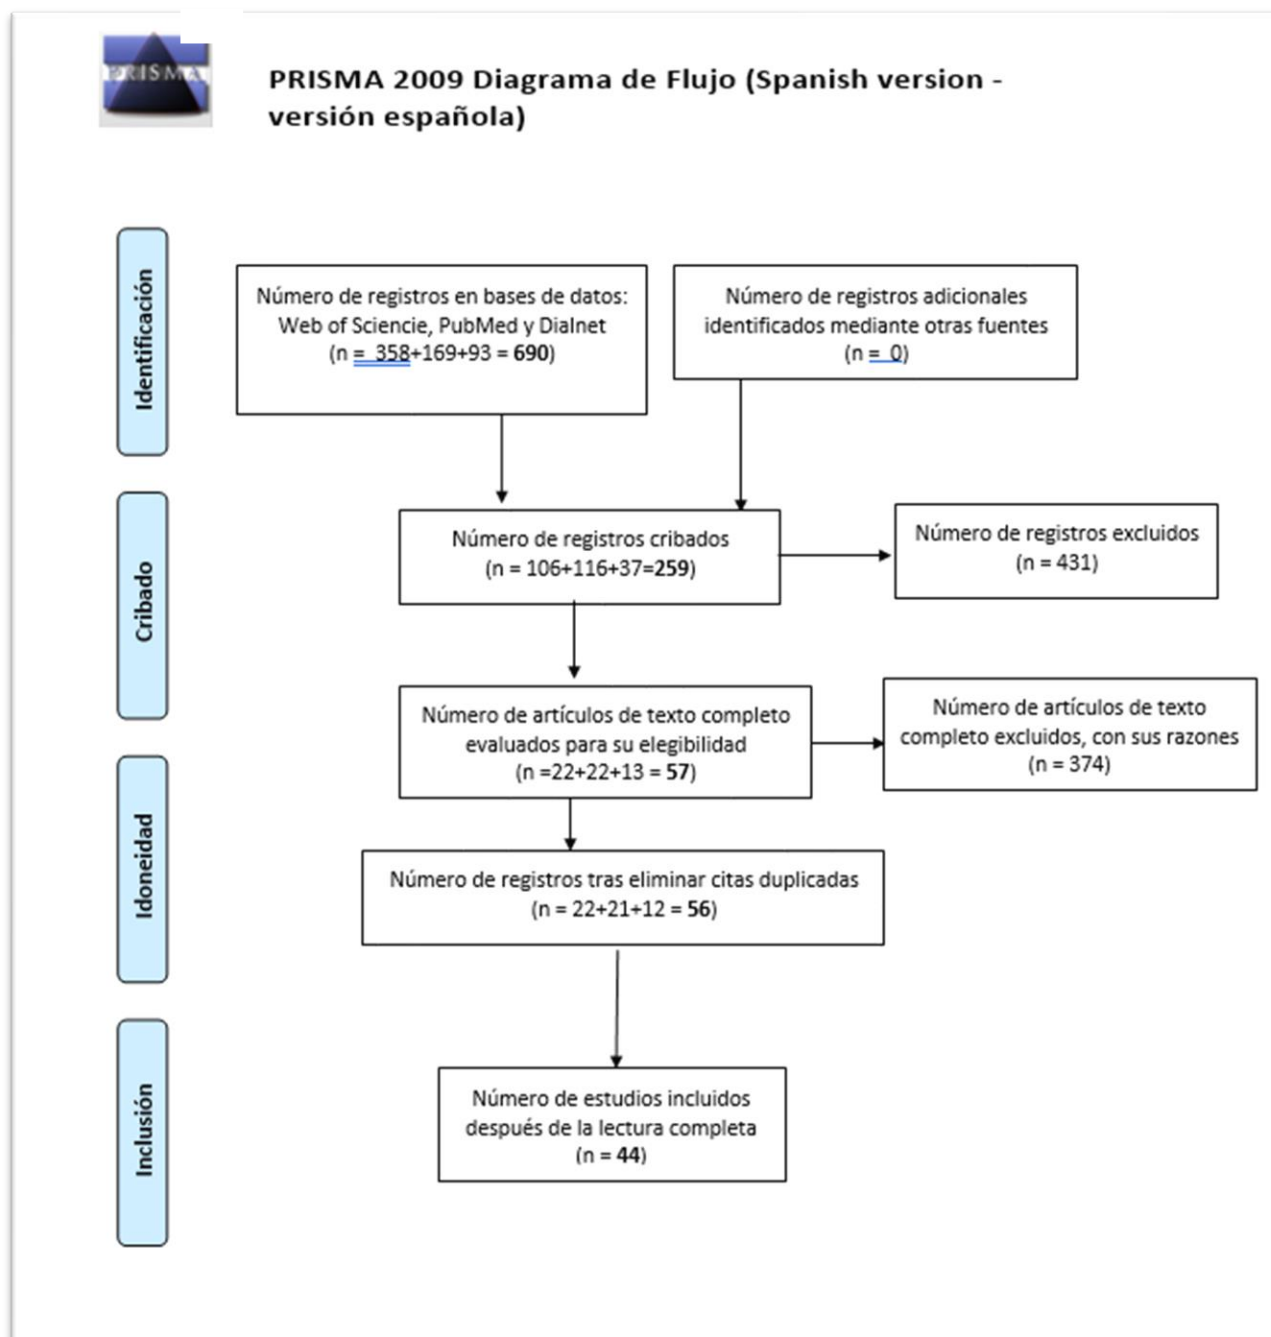 PRISMA
PRISMA 2009 Diagrama de Flujo (Spanish version -
versión española)
Identificación
Número de registros en bases de datos:
Web of Sciencie, PubMed y Dialnet
(n = 358+169+93 = 690)
Número de registros adicionales
identificados mediante otras fuentes
(n = 0)
Cribado
Número de registros cribados
(n = 106+116+37=259)
Número de registros excluidos
(n = 431)
Número de artículos de texto completo
evaluados para su elegibilidad
(n =22+22+13 = 57)
Número de artículos de texto
completo excluidos, con sus razones
(n = 374)
Idoneidad
Número de registros tras eliminar citas duplicadas
(n = 22+21+12 = 56)
Inclusión
Número de estudios incluidos
después de la lectura completa
(n = 44)